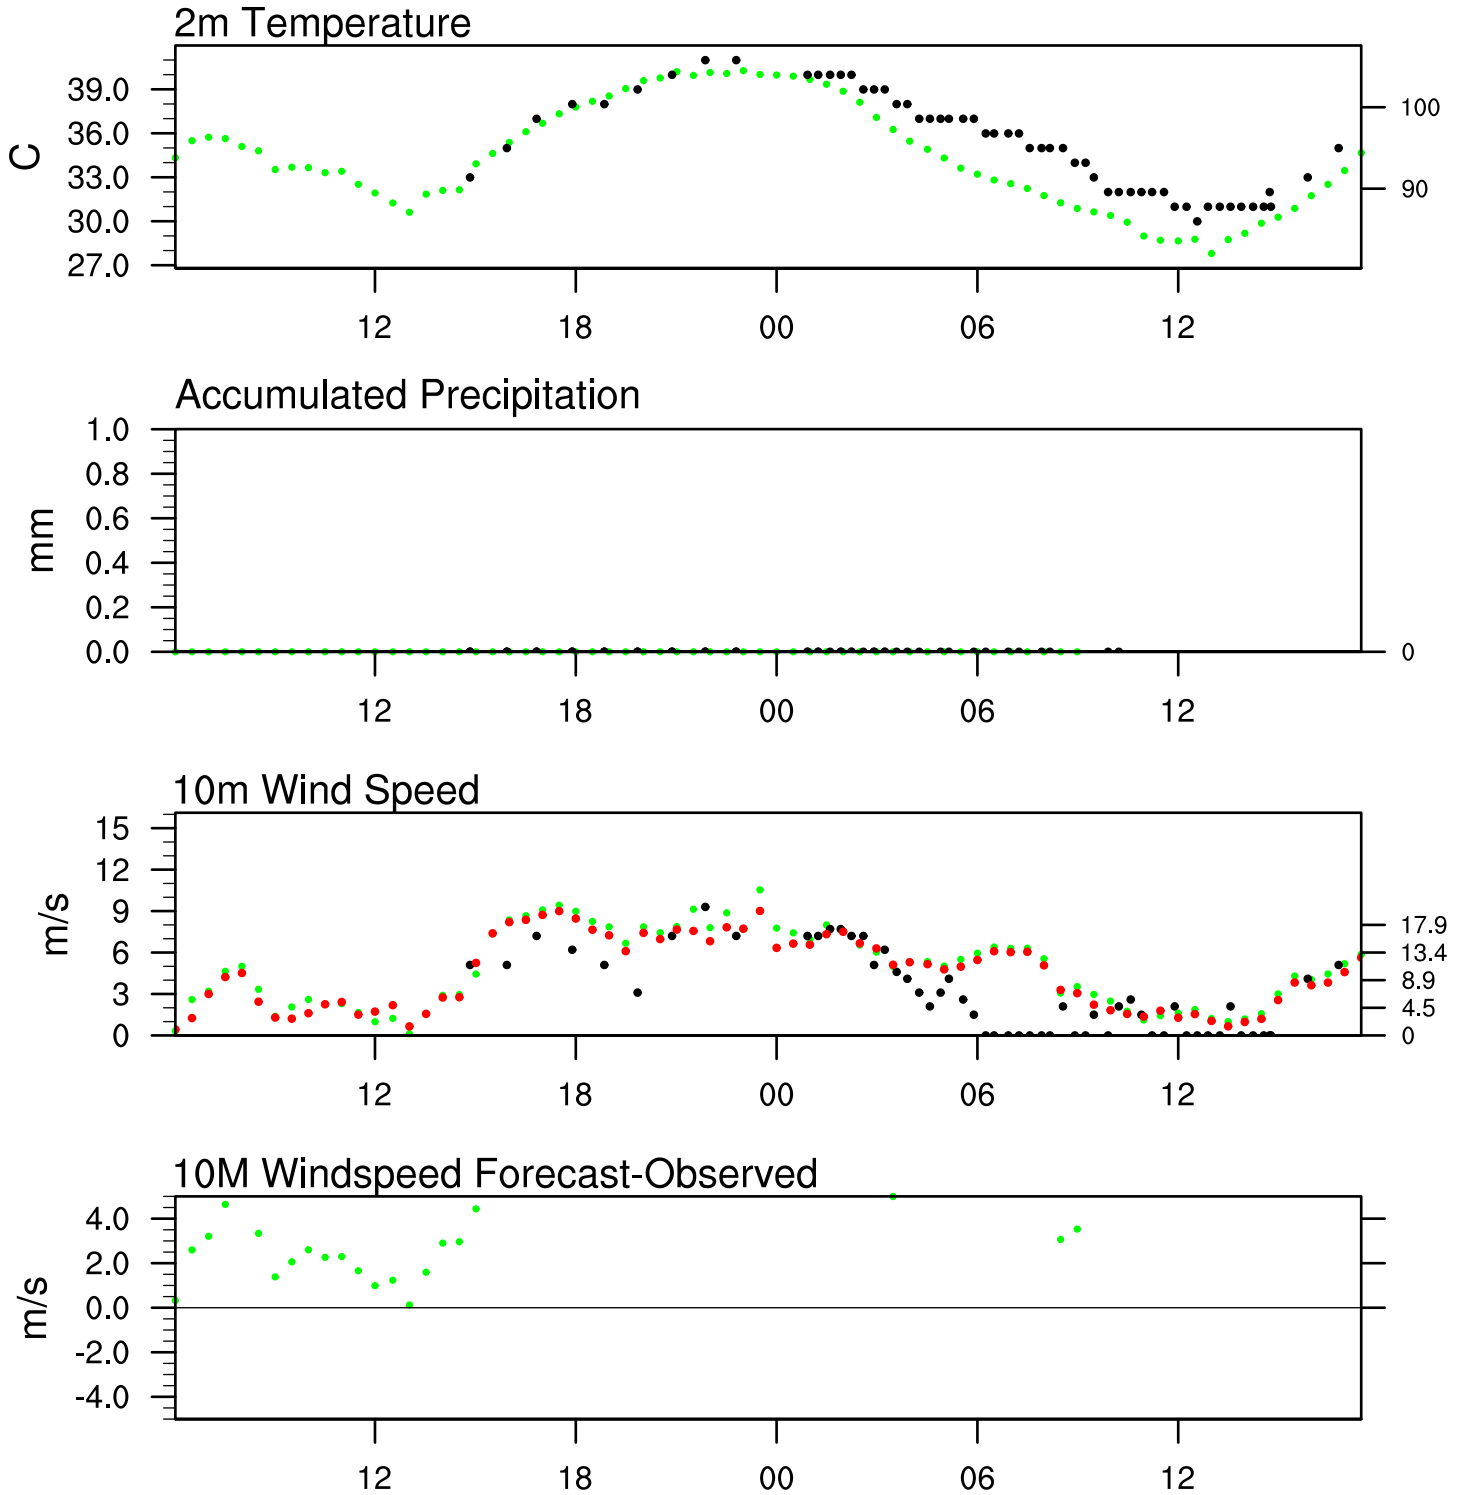 2m Temperature
39.0
36.0
33.0
30.0
27.0
C
100
90
12 18 00 06 12
Accumulated Precipitation
1.0
0.8
0.6
0.4
0.2
0.0
mm
0
12 18 00 06 12
10m Wind Speed
15
12
9
6
3
0
m/s
17.9
13.4
8.9
4.5
0
12 18 00 06 12
10M Windspeed Forecast-Observed
4.0
2.0
0.0
-2.0
-4.0
m/s
12 18 00 06 12